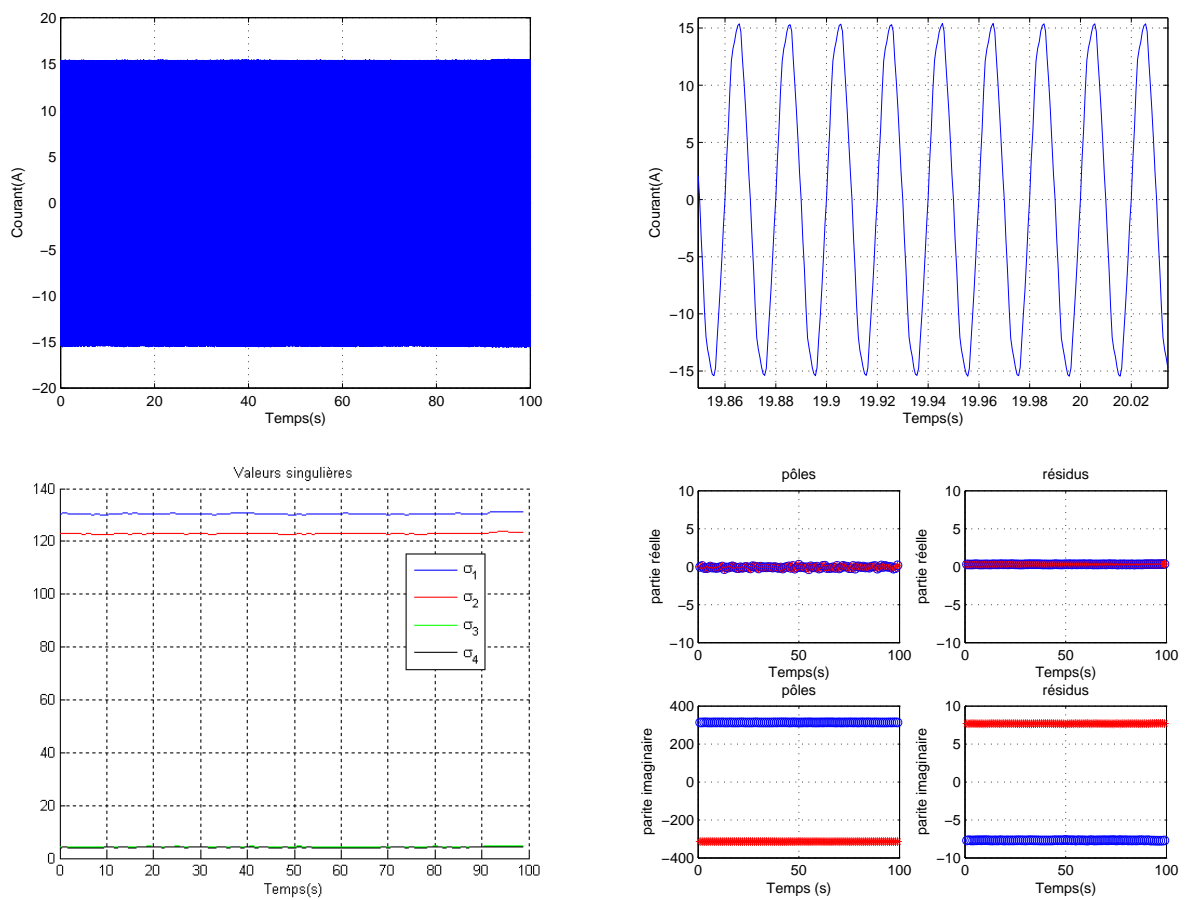 20
15
10
5
0
−5
−10
−15
−20
Courant(A)
0 20 40 60 80 100
Temps(s)
15
10
5
0
−5
−10
−15
Courant(A)
19.86 19.88 19.9 19.92 19.94 19.96 19.98 20 20.02
Temps(s)
Valeurs singulières
140
120
100
80
60
40
20
0
σ1
σ2
σ3
σ4
0 10 20 30 40 50 60 70 80 90 100
Temps(s)
pôles
10
5
0
−5
−10
partie réelle
0 50 100
Temps(s)
résidus
10
5
0
−5
−10
partie réelle
0 50 100
Temps(s)
pôles
400
200
0
−200
−400
parite imaginaire
0 50 100
Temps (s)
résidus
10
5
0
−5
−10
parite imaginaire
0 50 100
Temps(s)